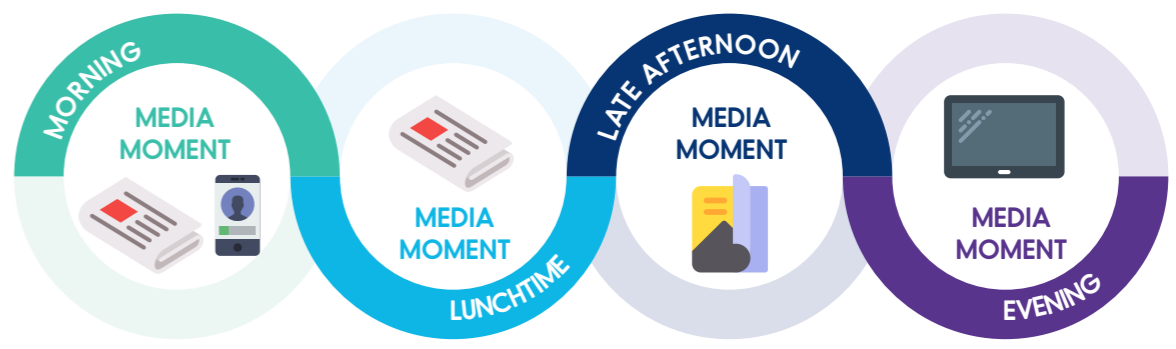 MORNING
MEDIA
MOMENT
MEDIA
MOMENT
LUNCHTIME
LATE AFTERNOON
MEDIA
MOMENT
MEDIA
MOMENT
EVENING